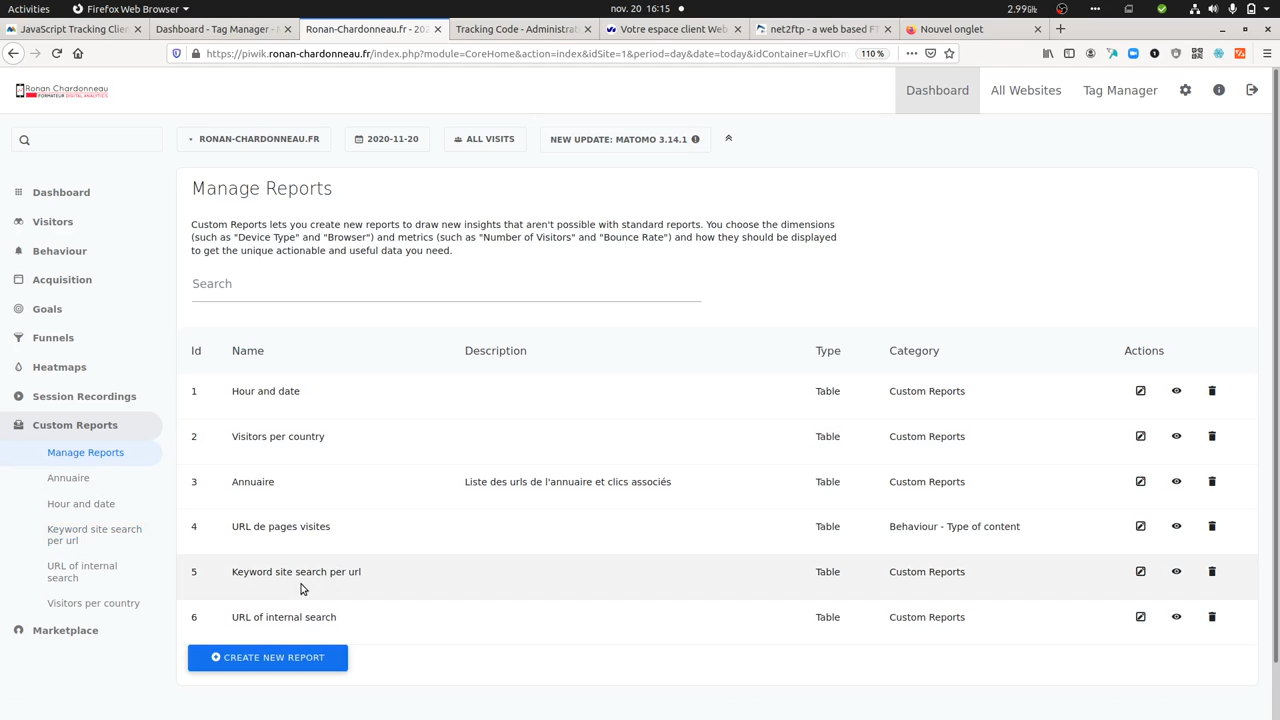 Activities
Firefox Web Browser
nov. 20 16:15
2.99k
JavaScript Tracking Clie
Dashboard - Tag Manager -
Ronan-Chardonneau.fr - 202
Tracking Code - Administrat
Votre espace client Web
net2ftp - a web based FT
Nouvel onglet
https://piwik.ronan-chardonneau.fr/index.php?module=CoreHome&action=index&idSite=1&period=day&date=today&idContainer=UxfIOm
110%
Ronan Chardonneau
FORMATEUR DIGITAL ANALYTICS
Dashboard
All Websites
Tag Manager
RONAN-CHARDONNEAU.FR
2020-11-20
ALL VISITS
NEW UPDATE: MATOMO 3.14.1
Dashboard
Visitors
Behaviour
Acquisition
Goals
Funnels
Heatmaps
Session Recordings
Custom Reports
Manage Reports
Annuaire
Hour and date
Keyword site search
per url
URL of internal
search
Visitors per country
Marketplace
Manage Reports
Custom Reports lets you create new reports to draw new insights that aren't possible with standard reports. You choose the dimensions
(such as "Device Type" and "Browser") and metrics (such as "Number of Visitors" and "Bounce Rate") and how they should be displayed
to get the unique actionable and useful data you need.
Search
Id Name Description Type Category Actions
1 Hour and date Table Custom Reports
2 Visitors per country Table Custom Reports
3 Annuaire Liste des urls de l'annuaire et clics associés Table Custom Reports
4 URL de pages visites Table Behaviour - Type of content
5 Keyword site search per url Table Custom Reports
6 URL of internal search Table Custom Reports
CREATE NEW REPORT